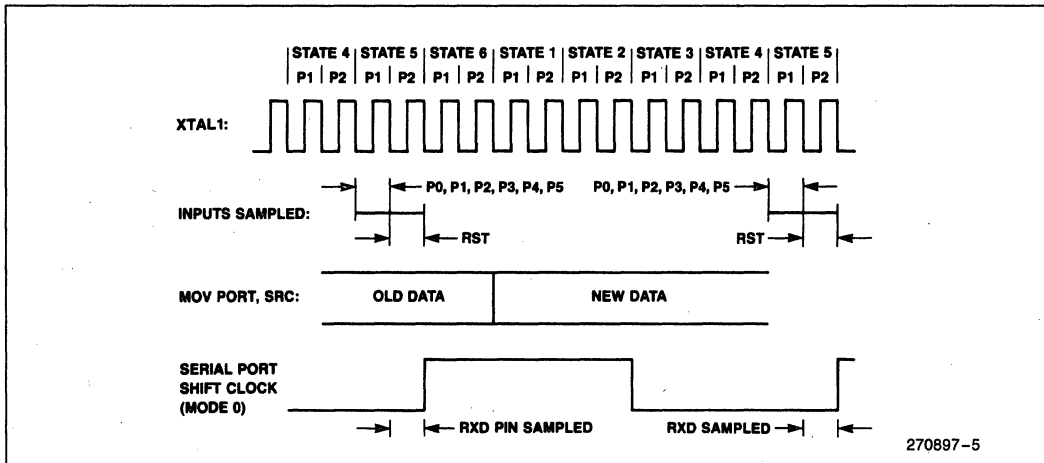 STATE 4 | STATE 5 | STATE 6 | STATE 1 | STATE 2 | STATE 3 | STATE 4 | STATE 5
P1 | P2 | P1 | P2 | P1 | P2 | P1 | P2 | P1 | P2 | P1 | P2 | P1 | P2 | P1 | P2
XTAL1:
P0, P1, P2, P3, P4, P5 P0, P1, P2, P3, P4, P5
INPUTS SAMPLED:
RST RST
MOV PORT, SRC: OLD DATA NEW DATA
SERIAL PORT
SHIFT CLOCK
(MODE 0)
RXD PIN SAMPLED RXD SAMPLED
270897-5